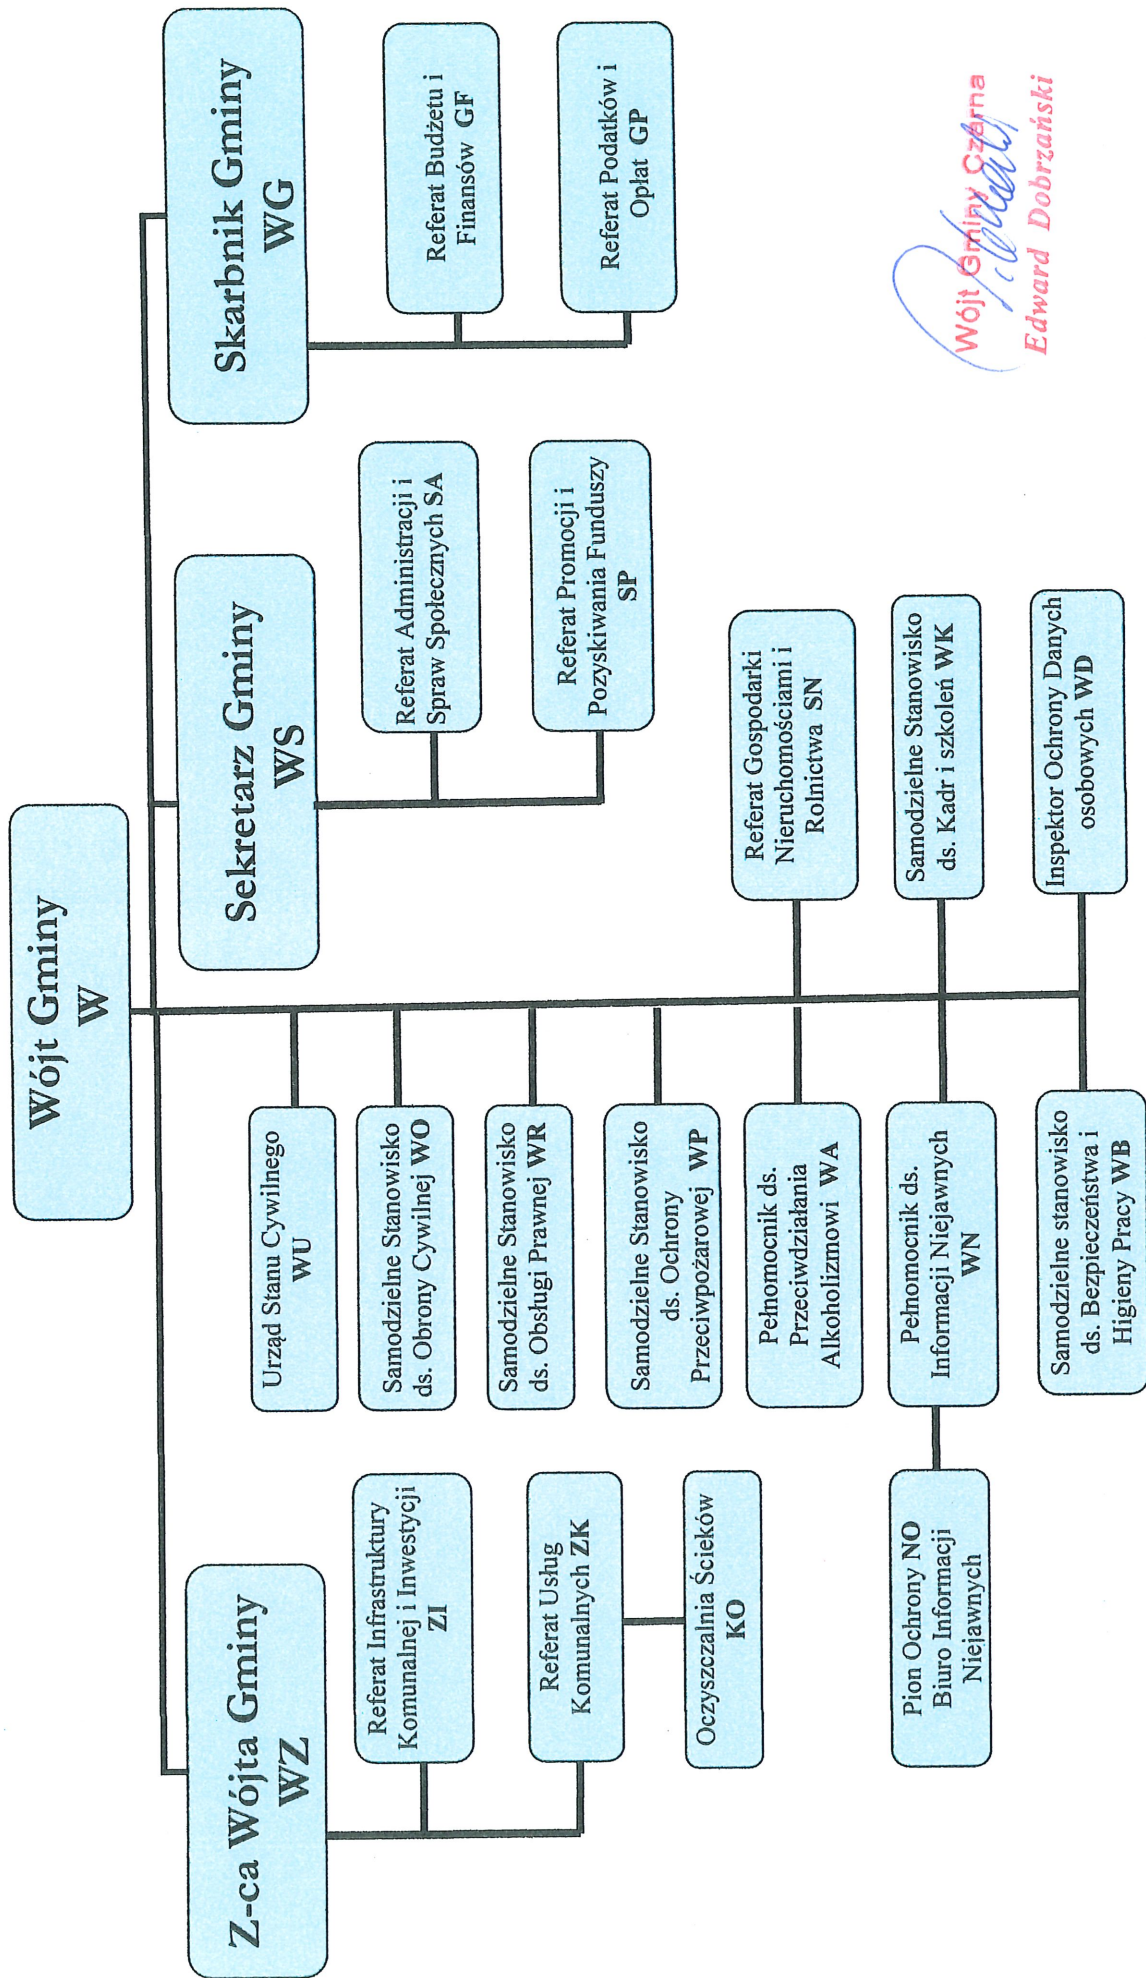 Wójt Gminy
W
Z-ca Wójta Gminy
WZ
Sekretarz Gminy
WS
Skarbnik Gminy
WG
Referat Infrastruktury
Komunalnej i Inwestycji
ZI
Referat Usług
Komunalnych ZK
Oczyszczalnia Ścieków
KO
Urząd Stanu Cywilnego
WU
Samodzielne Stanowisko
ds. Obrony Cywilnej WO
Samodzielne Stanowisko
ds. Obsługi Prawnej WR
Samodzielne Stanowisko
ds. Ochrony
Przeciwpożarowej WP
Pełnomocnik ds.
Przeciwdziałania
Alkoholizmowi WA
Pełnomocnik ds.
Informacji Niejawnych
WN
Pion Ochrony NO
Biuro Informacji
Niejawnych
Samodzielne stanowisko
ds. Bezpieczeństwa i
Higieny Pracy WB
Referat Administracji i
Spraw Społecznych SA
Referat Promocji i
Pozyskiwania Funduszy
SP
Referat Gospodarki
Nieruchomościami i
Rolnictwa SN
Samodzielne Stanowisko
ds. Kadr i szkoleń WK
Inspektor Ochrony Danych
osobowych WD
Referat Budżetu i
Finansów GF
Referat Podatków i
Opłat GP
Wójt Gminy Czarna
Edward Dobrzański